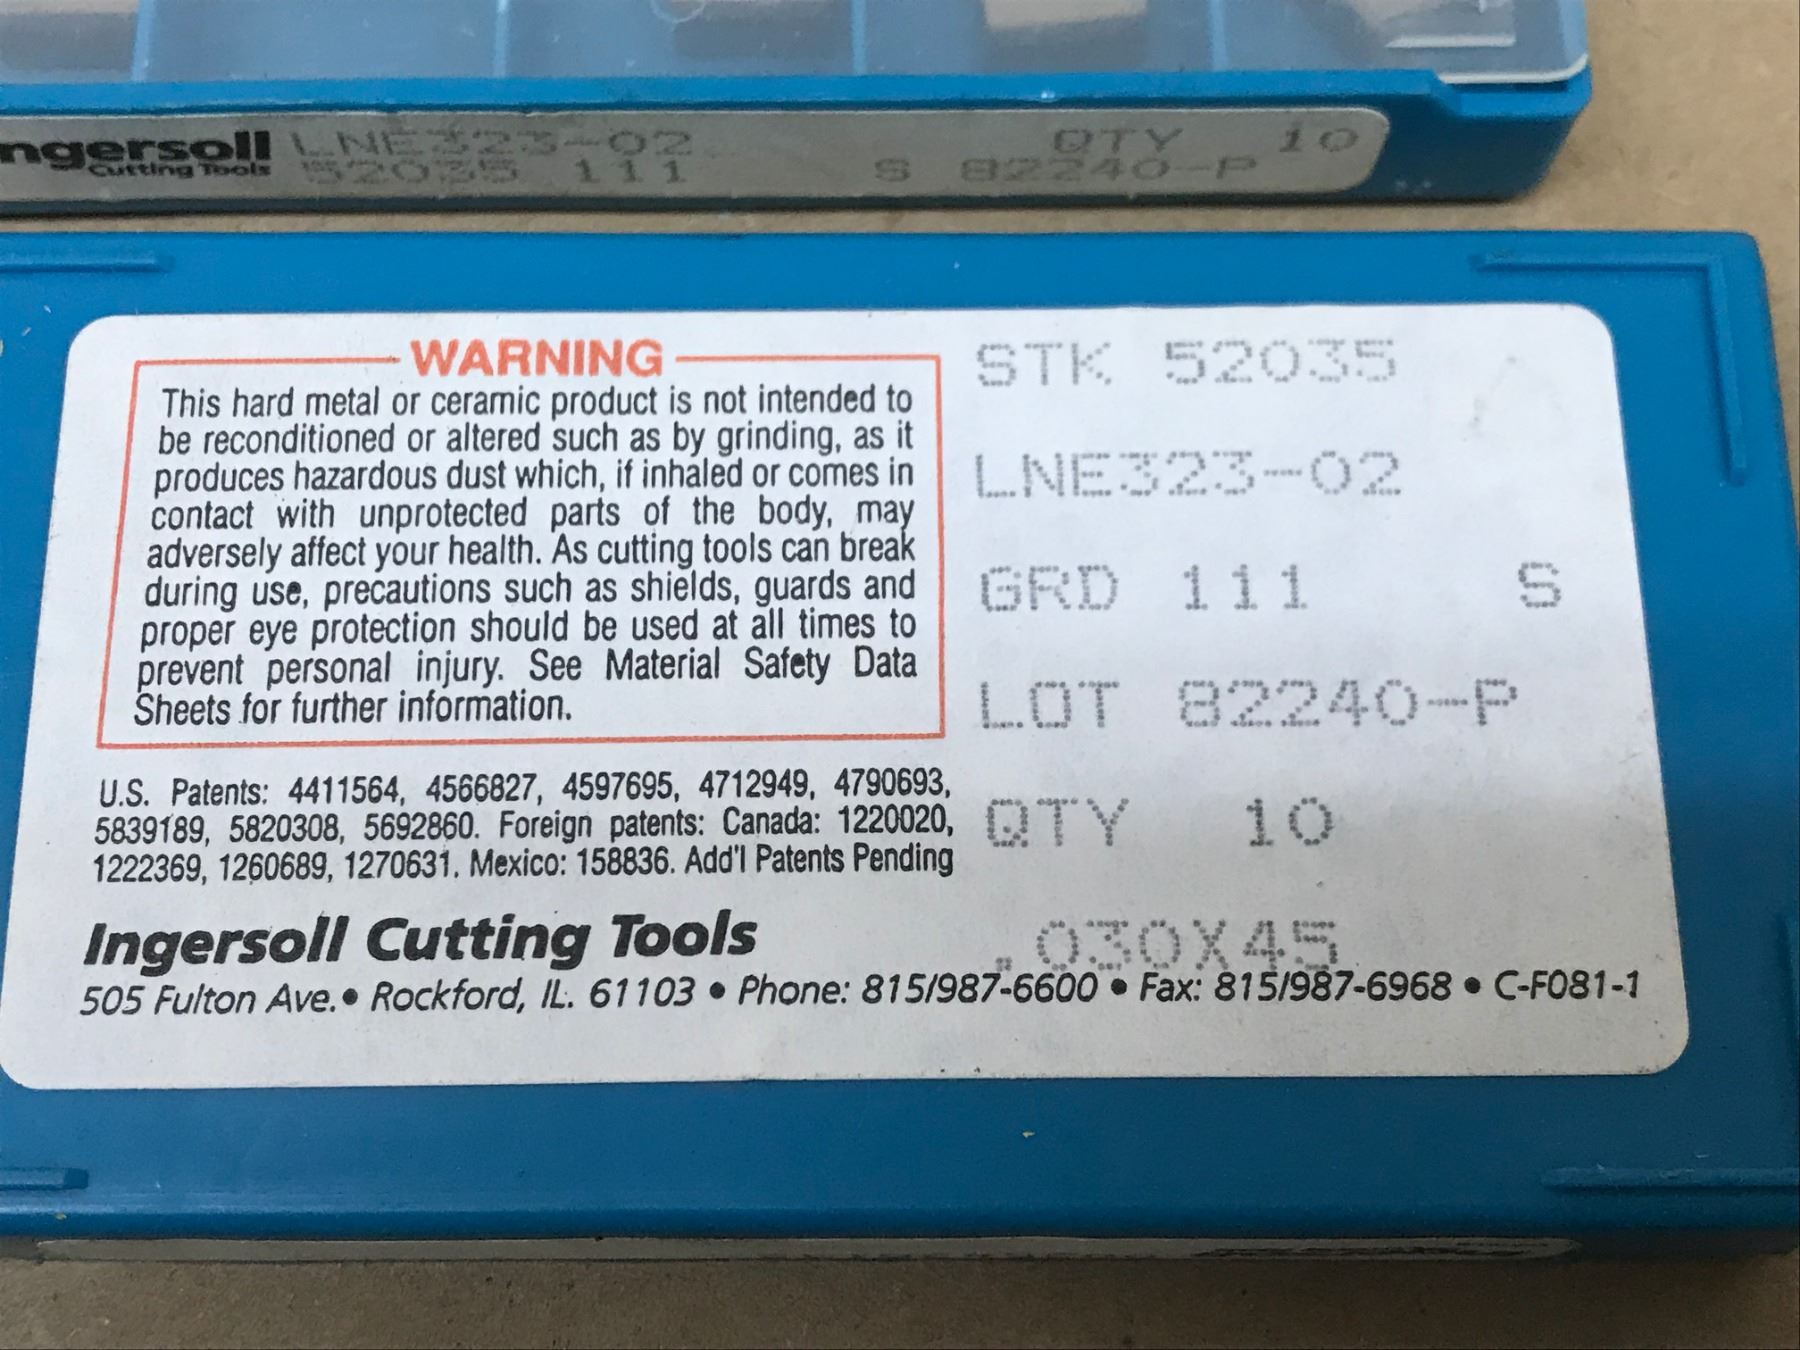 ngersoll LNE323-02 QTY 10
Cutting Tools 52035 111 S 82240-P
WARNING
This hard metal or ceramic product is not intended to
be reconditioned or altered such as by grinding, as it
produces hazardous dust which, if inhaled or comes in
contact with unprotected parts of the body, may
adversely affect your health. As cutting tools can break
during use, precautions such as shields, guards and
proper eye protection should be used at all times to
prevent personal injury. See Material Safety Data
Sheets for further information.
U.S. Patents: 4411564, 4566827, 4597695, 4712949, 4790693,
5839189, 5820308, 5692860. Foreign patents: Canada: 1220020,
1222369, 1260689, 1270631. Mexico: 158836. Add'l Patents Pending
STK 52035
LNE323-02
GRD 111 S
LOT 82240-P
QTY 10
.030X45
Ingersoll Cutting Tools
505 Fulton Ave. • Rockford, IL. 61103 • Phone: 815/987-6600 • Fax: 815/987-6968 • C-F081-1